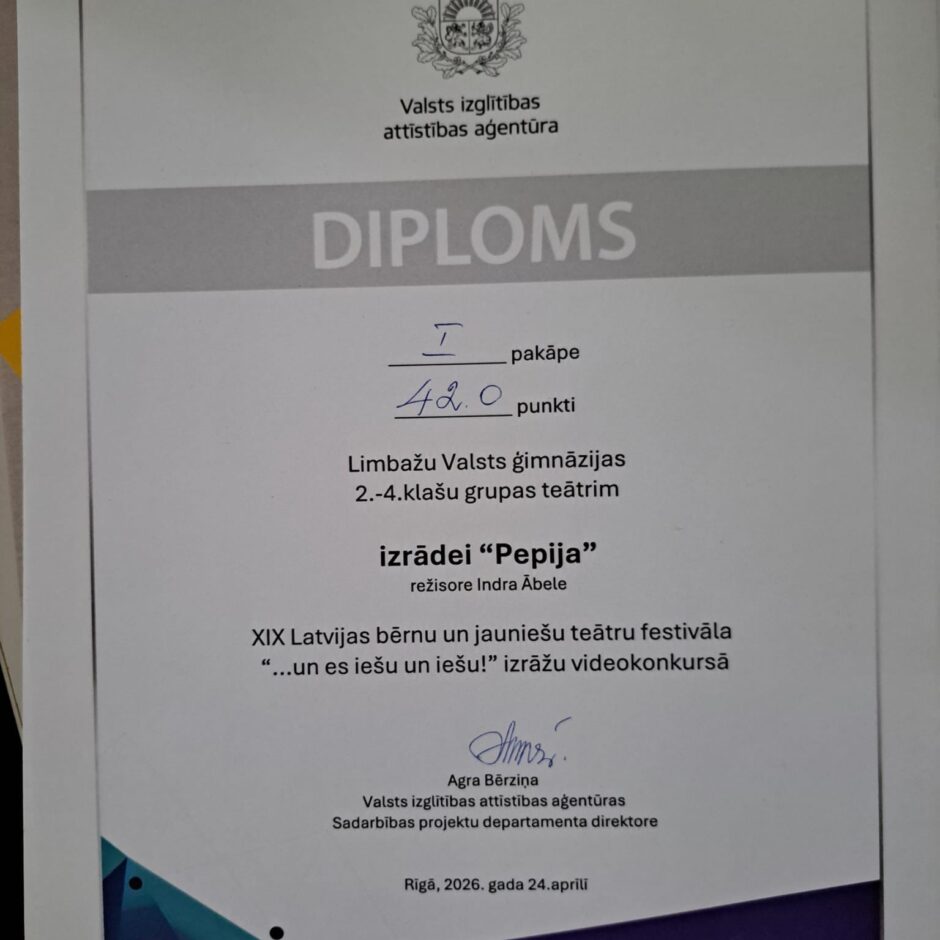 Valsts izglītības
attīstības aģentūra
DIPLOMS
I pakāpe
42.0 punkti
Limbažu Valsts ģimnāzijas
2.-4.klašu grupas teātrim
izrādei “Pepija”
režisore Indra Ābele
XIX Latvijas bērnu un jauniešu teātru festivāla
“...un es iešu un iešu!” izrāžu videokonkursā
Agra Bērziņa
Valsts izglītības attīstības aģentūras
Sadarbības projektu departamenta direktore
Rīgā, 2026. gada 24.aprīlī